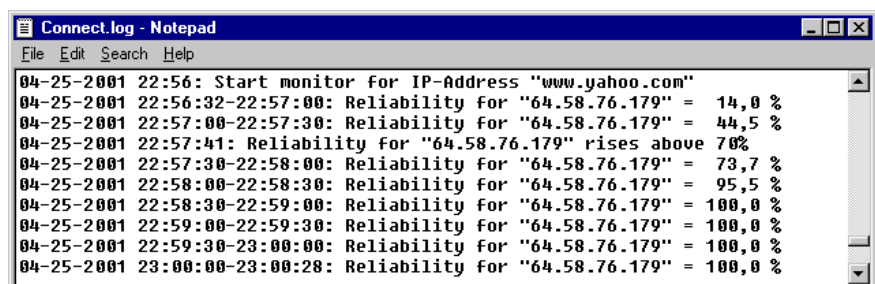 Connect.log - Notepad
File Edit Search Help
04-25-2001 22:56: Start monitor for IP-Address "www.yahoo.com"
04-25-2001 22:56:32-22:57:00: Reliability for "64.58.76.179" =  14,0 %
04-25-2001 22:57:00-22:57:30: Reliability for "64.58.76.179" =  44,5 %
04-25-2001 22:57:41: Reliability for "64.58.76.179" rises above 70%
04-25-2001 22:57:30-22:58:00: Reliability for "64.58.76.179" =  73,7 %
04-25-2001 22:58:00-22:58:30: Reliability for "64.58.76.179" =  95,5 %
04-25-2001 22:58:30-22:59:00: Reliability for "64.58.76.179" = 100,0 %
04-25-2001 22:59:00-22:59:30: Reliability for "64.58.76.179" = 100,0 %
04-25-2001 22:59:30-23:00:00: Reliability for "64.58.76.179" = 100,0 %
04-25-2001 23:00:00-23:00:28: Reliability for "64.58.76.179" = 100,0 %